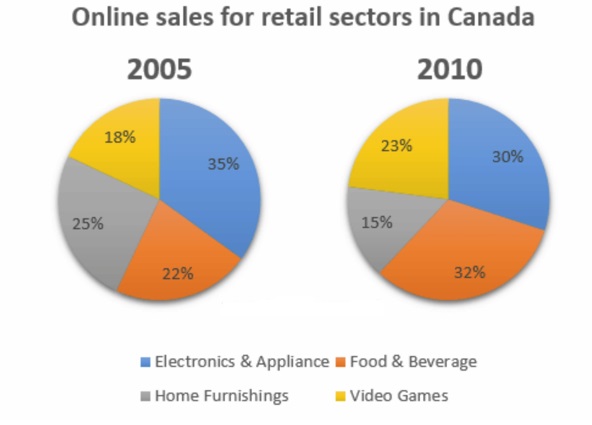 Online sales for retail sectors in Canada
2005
2010
18%
35%
25%
22%
23%
30%
15%
32%
Electronics & Appliance
Food & Beverage
Home Furnishings
Video Games